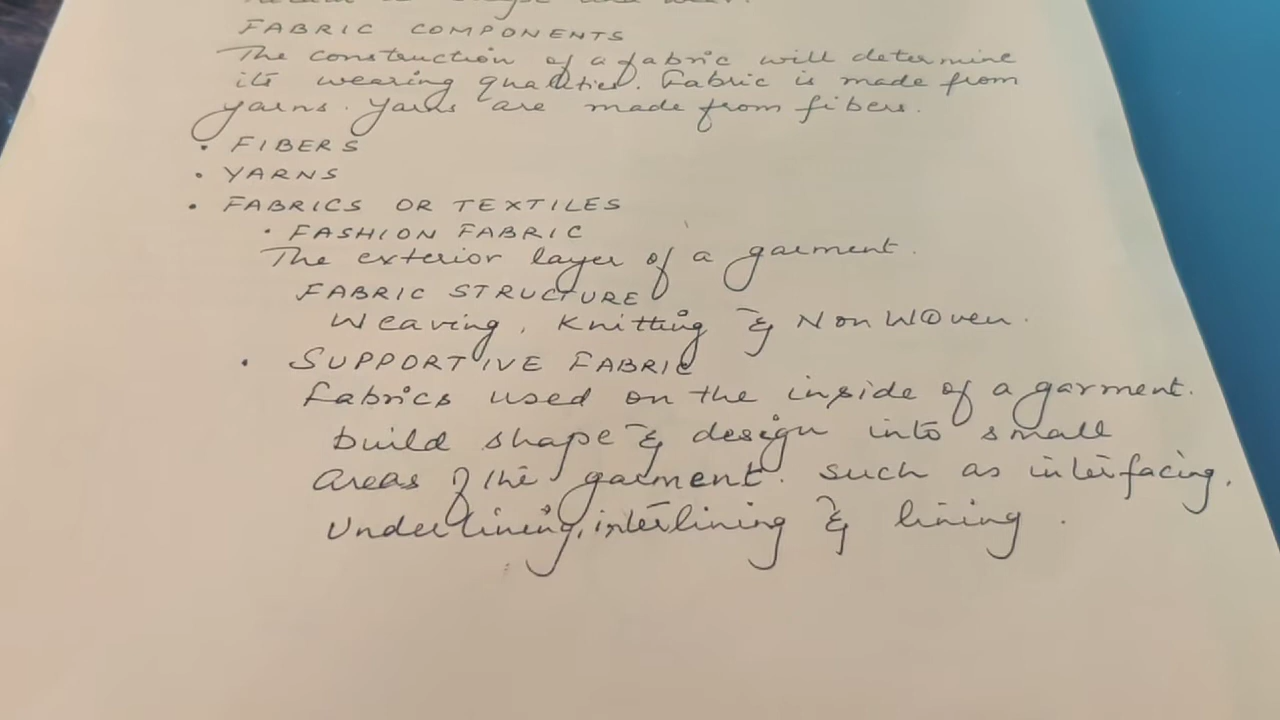 FABRIC COMPONENTS
The construction of a fabric will determine
its wearing qualities. Fabric is made from
yarns. Yarns are made from fibers.
• FIBERS
• YARNS
• FABRICS OR TEXTILES
• FASHION FABRIC
The exterior layer of a garment.
FABRIC STRUCTURE
Weaving, Knitting & Non Woven.
• SUPPORTIVE FABRIC
Fabrics used on the inside of a garment.
build shape & design into small
areas of the garment. such as interfacing,
Underlining, interlining & lining.